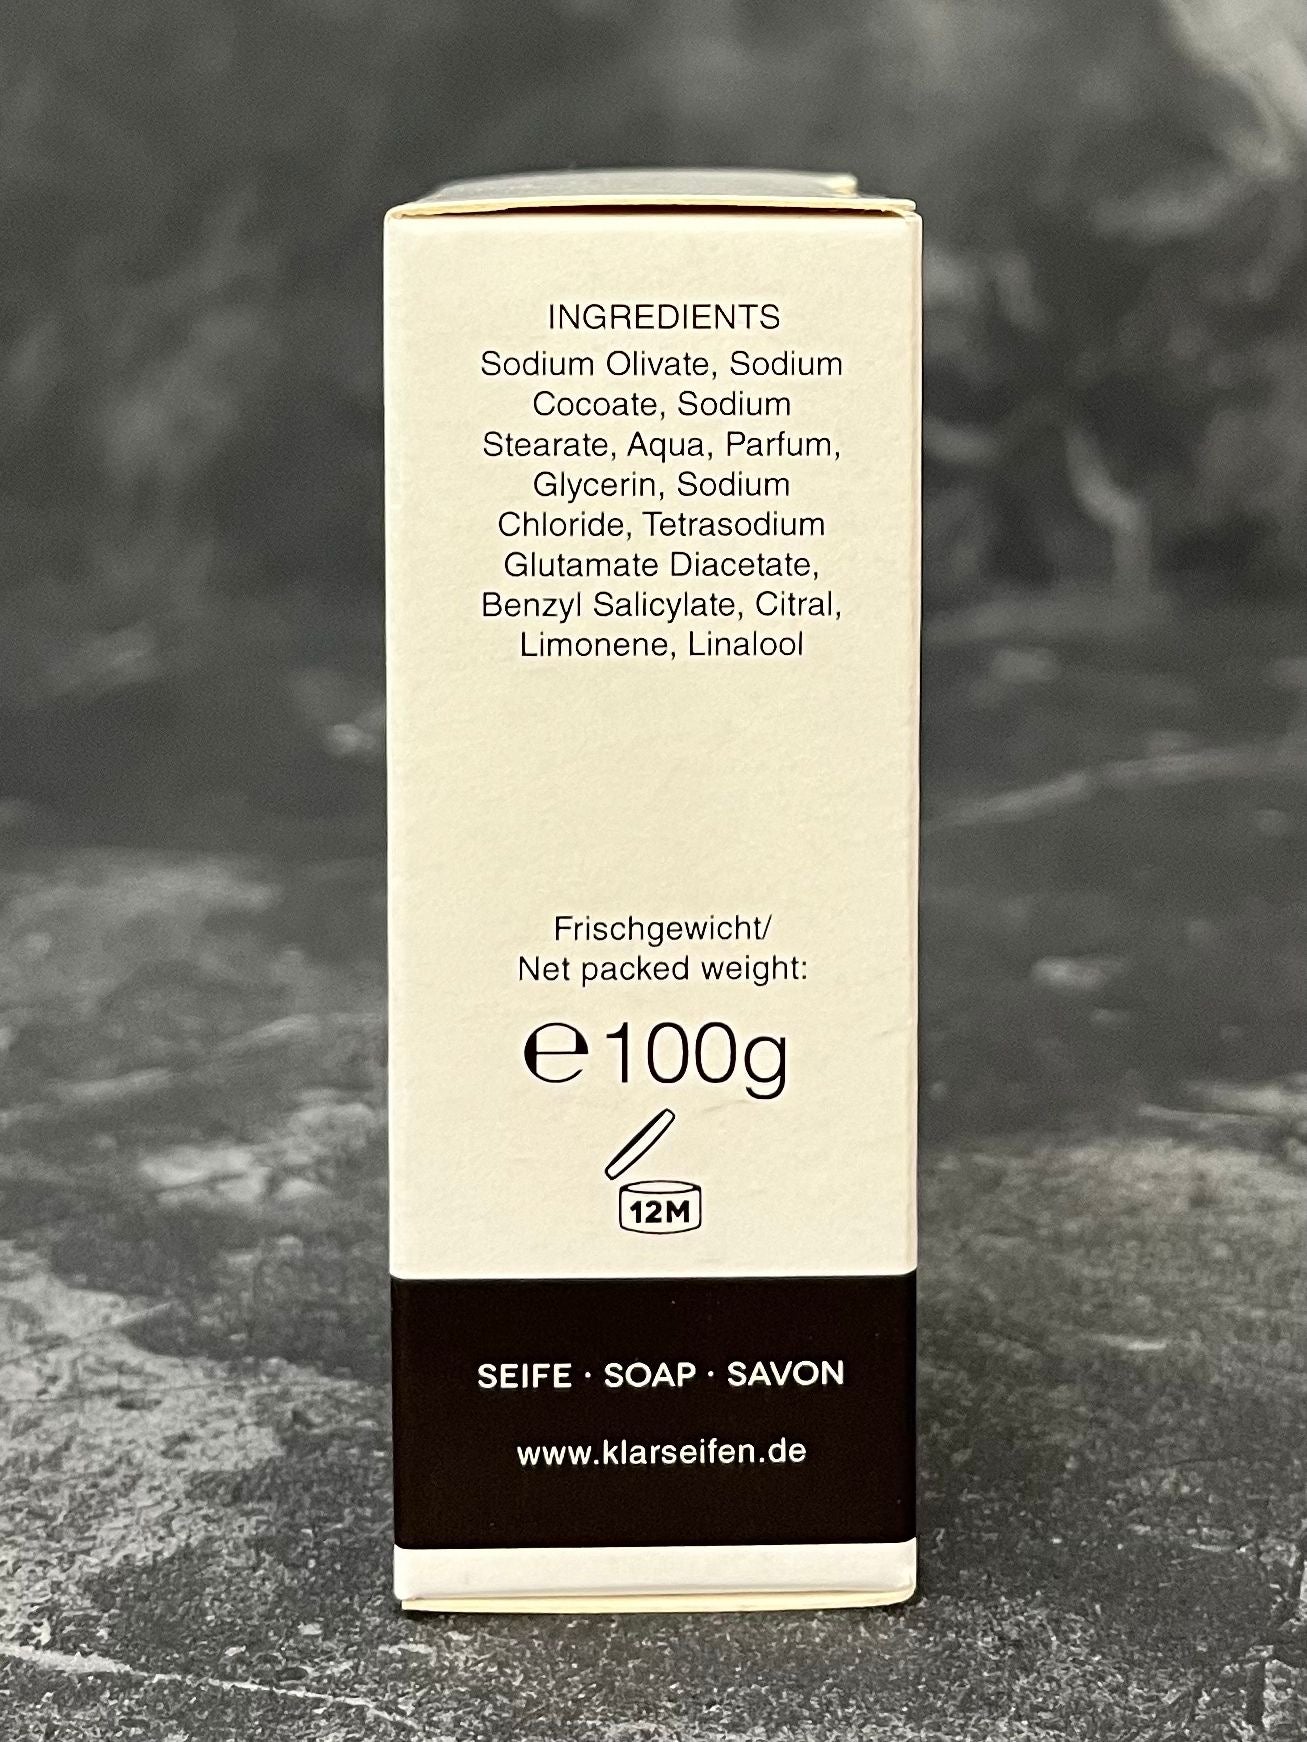 INGREDIENTS
Sodium Olivate, Sodium
Cocoate, Sodium
Stearate, Aqua, Parfum,
Glycerin, Sodium
Chloride, Tetrasodium
Glutamate Diacetate,
Benzyl Salicylate, Citral,
Limonene, Linalool
Frischgewicht/
Net packed weight:
℮100g
12M
SEIFE · SOAP · SAVON
www.klarseifen.de